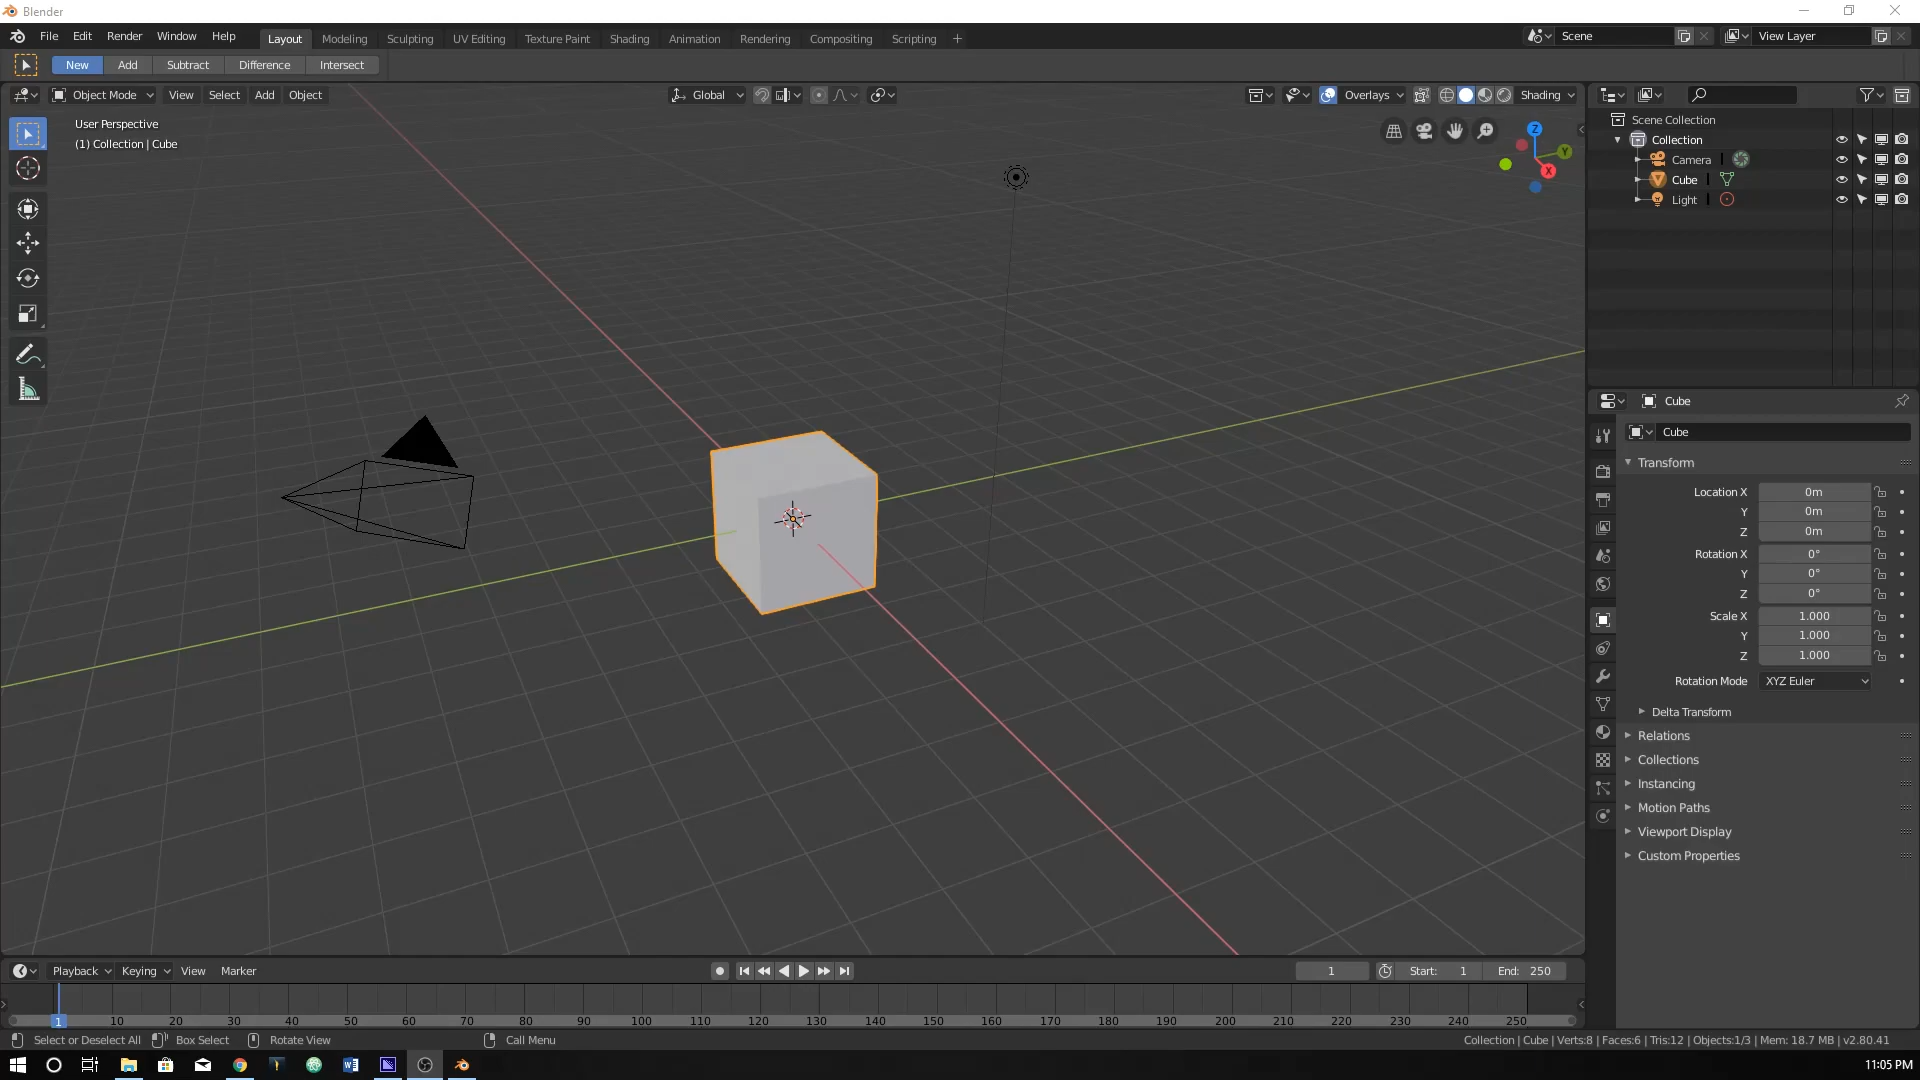 Blender
File Edit Render Window Help Layout Modeling Sculpting UV Editing Texture Paint Shading Animation Rendering Compositing Scripting + Scene View Layer
New Add Subtract Difference Intersect
Object Mode View Select Add Object Global Overlays Shading
User Perspective
(1) Collection | Cube
Z
Y
X
Scene Collection
Collection
Camera
Cube
Light
Cube
Cube
Transform
Location X 0m
Y 0m
Z 0m
Rotation X 0°
Y 0°
Z 0°
Scale X 1.000
Y 1.000
Z 1.000
Rotation Mode XYZ Euler
Delta Transform
Relations
Collections
Instancing
Motion Paths
Viewport Display
Custom Properties
Playback Keying View Marker 1 Start: 1 End: 250
1 10 20 30 40 50 60 70 80 90 100 110 120 130 140 150 160 170 180 190 200 210 220 230 240 250
Select or Deselect All Box Select Rotate View Call Menu Collection | Cube | Verts:8 | Faces:6 | Tris:12 | Objects:1/3 | Mem: 18.7 MB | v2.80.41
11:05 PM